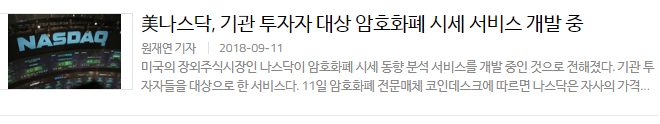 NASDAQ
美나스닥, 기관 투자자 대상 암호화폐 시세 서비스 개발 중
원재연 기자 | 2018-09-11
미국의 장외주식시장인 나스닥이 암호화폐 시세 동향 분석 서비스를 개발 중인 것으로 전해졌다. 기관 투
자자들을 대상으로 한 서비스다. 11일 암호화폐 전문매체 코인데스크에 따르면 나스닥은 자사의 가격...